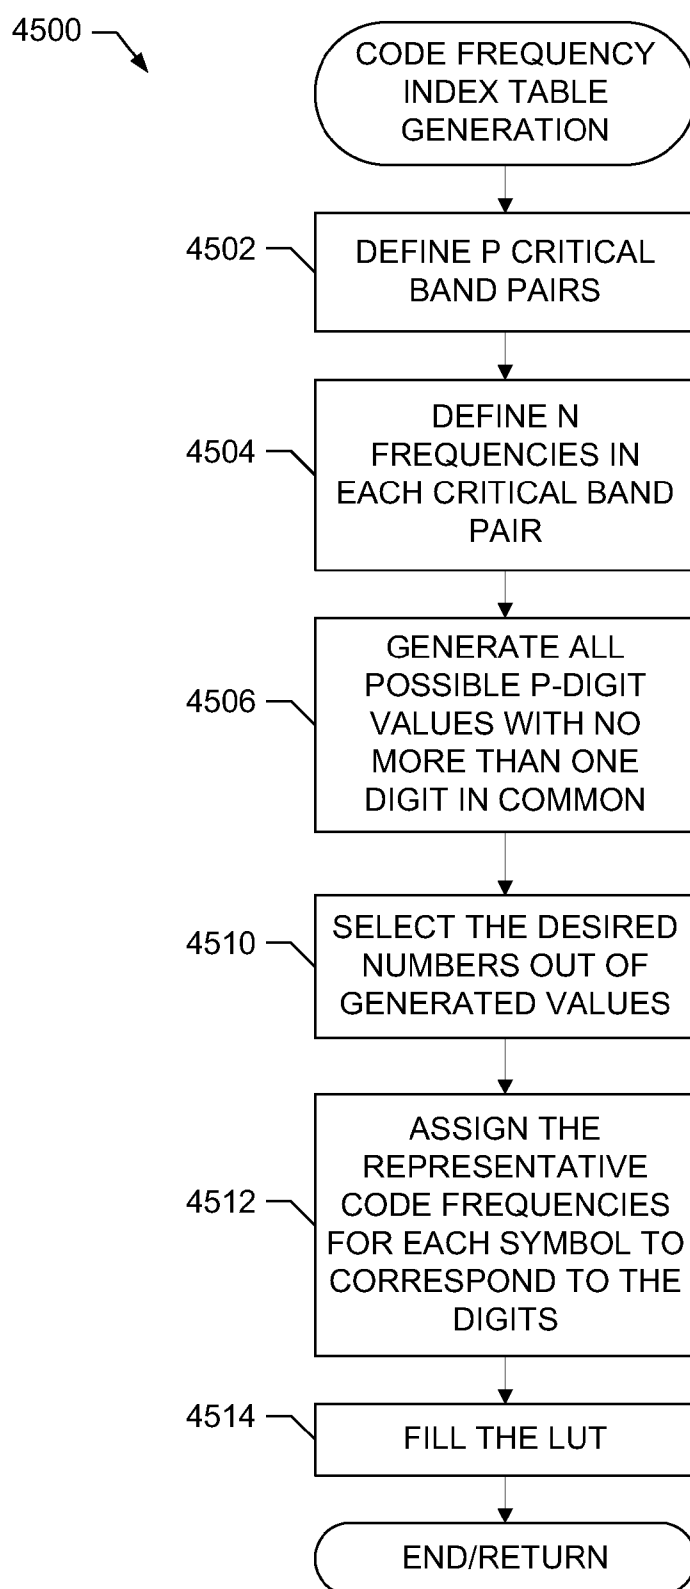 4500
CODE FREQUENCY
INDEX TABLE
GENERATION
4502
DEFINE P CRITICAL
BAND PAIRS
4504
DEFINE N
FREQUENCIES IN
EACH CRITICAL BAND
PAIR
4506
GENERATE ALL
POSSIBLE P-DIGIT
VALUES WITH NO
MORE THAN ONE
DIGIT IN COMMON
4510
SELECT THE DESIRED
NUMBERS OUT OF
GENERATED VALUES
4512
ASSIGN THE
REPRESENTATIVE
CODE FREQUENCIES
FOR EACH SYMBOL TO
CORRESPOND TO THE
DIGITS
4514
FILL THE LUT
END/RETURN